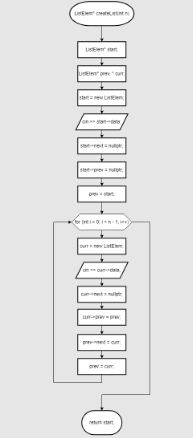 ListElem* createList(int n)
ListElem* start;
ListElem* prev, * curr;
start = new ListElem;
cin >> start->data;
start->next = nullptr;
start->prev = nullptr;
prev = start;
for (int i = 0; i < n - 1; i++)
curr = new ListElem;
cin >> curr->data;
curr->next = nullptr;
curr->prev = prev;
prev->next = curr;
prev = curr;
return start;